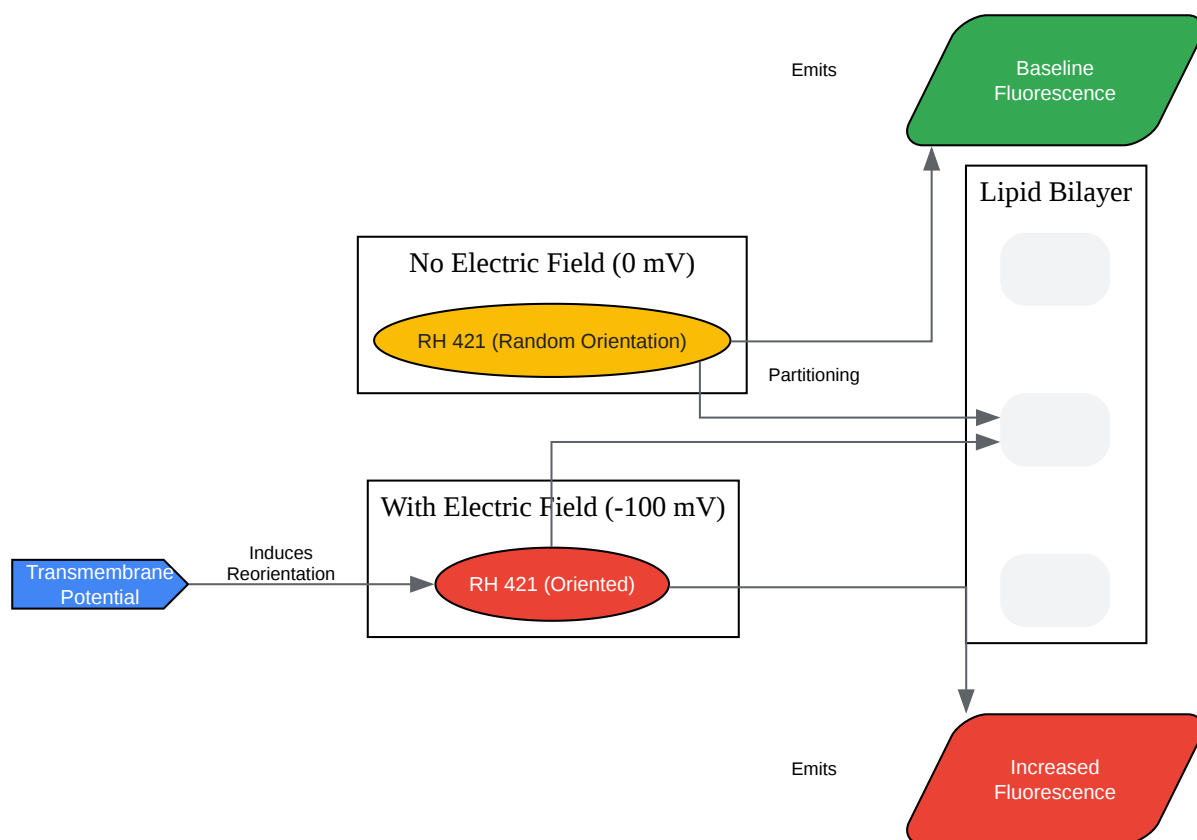 Emits
Baseline
Fluorescence
Lipid Bilayer
No Electric Field (0 mV)
RH 421 (Random Orientation)
Partitioning
With Electric Field (-100 mV)
Induces
Reorientation
Transmembrane
Potential
RH 421 (Oriented)
Emits
Increased
Fluorescence